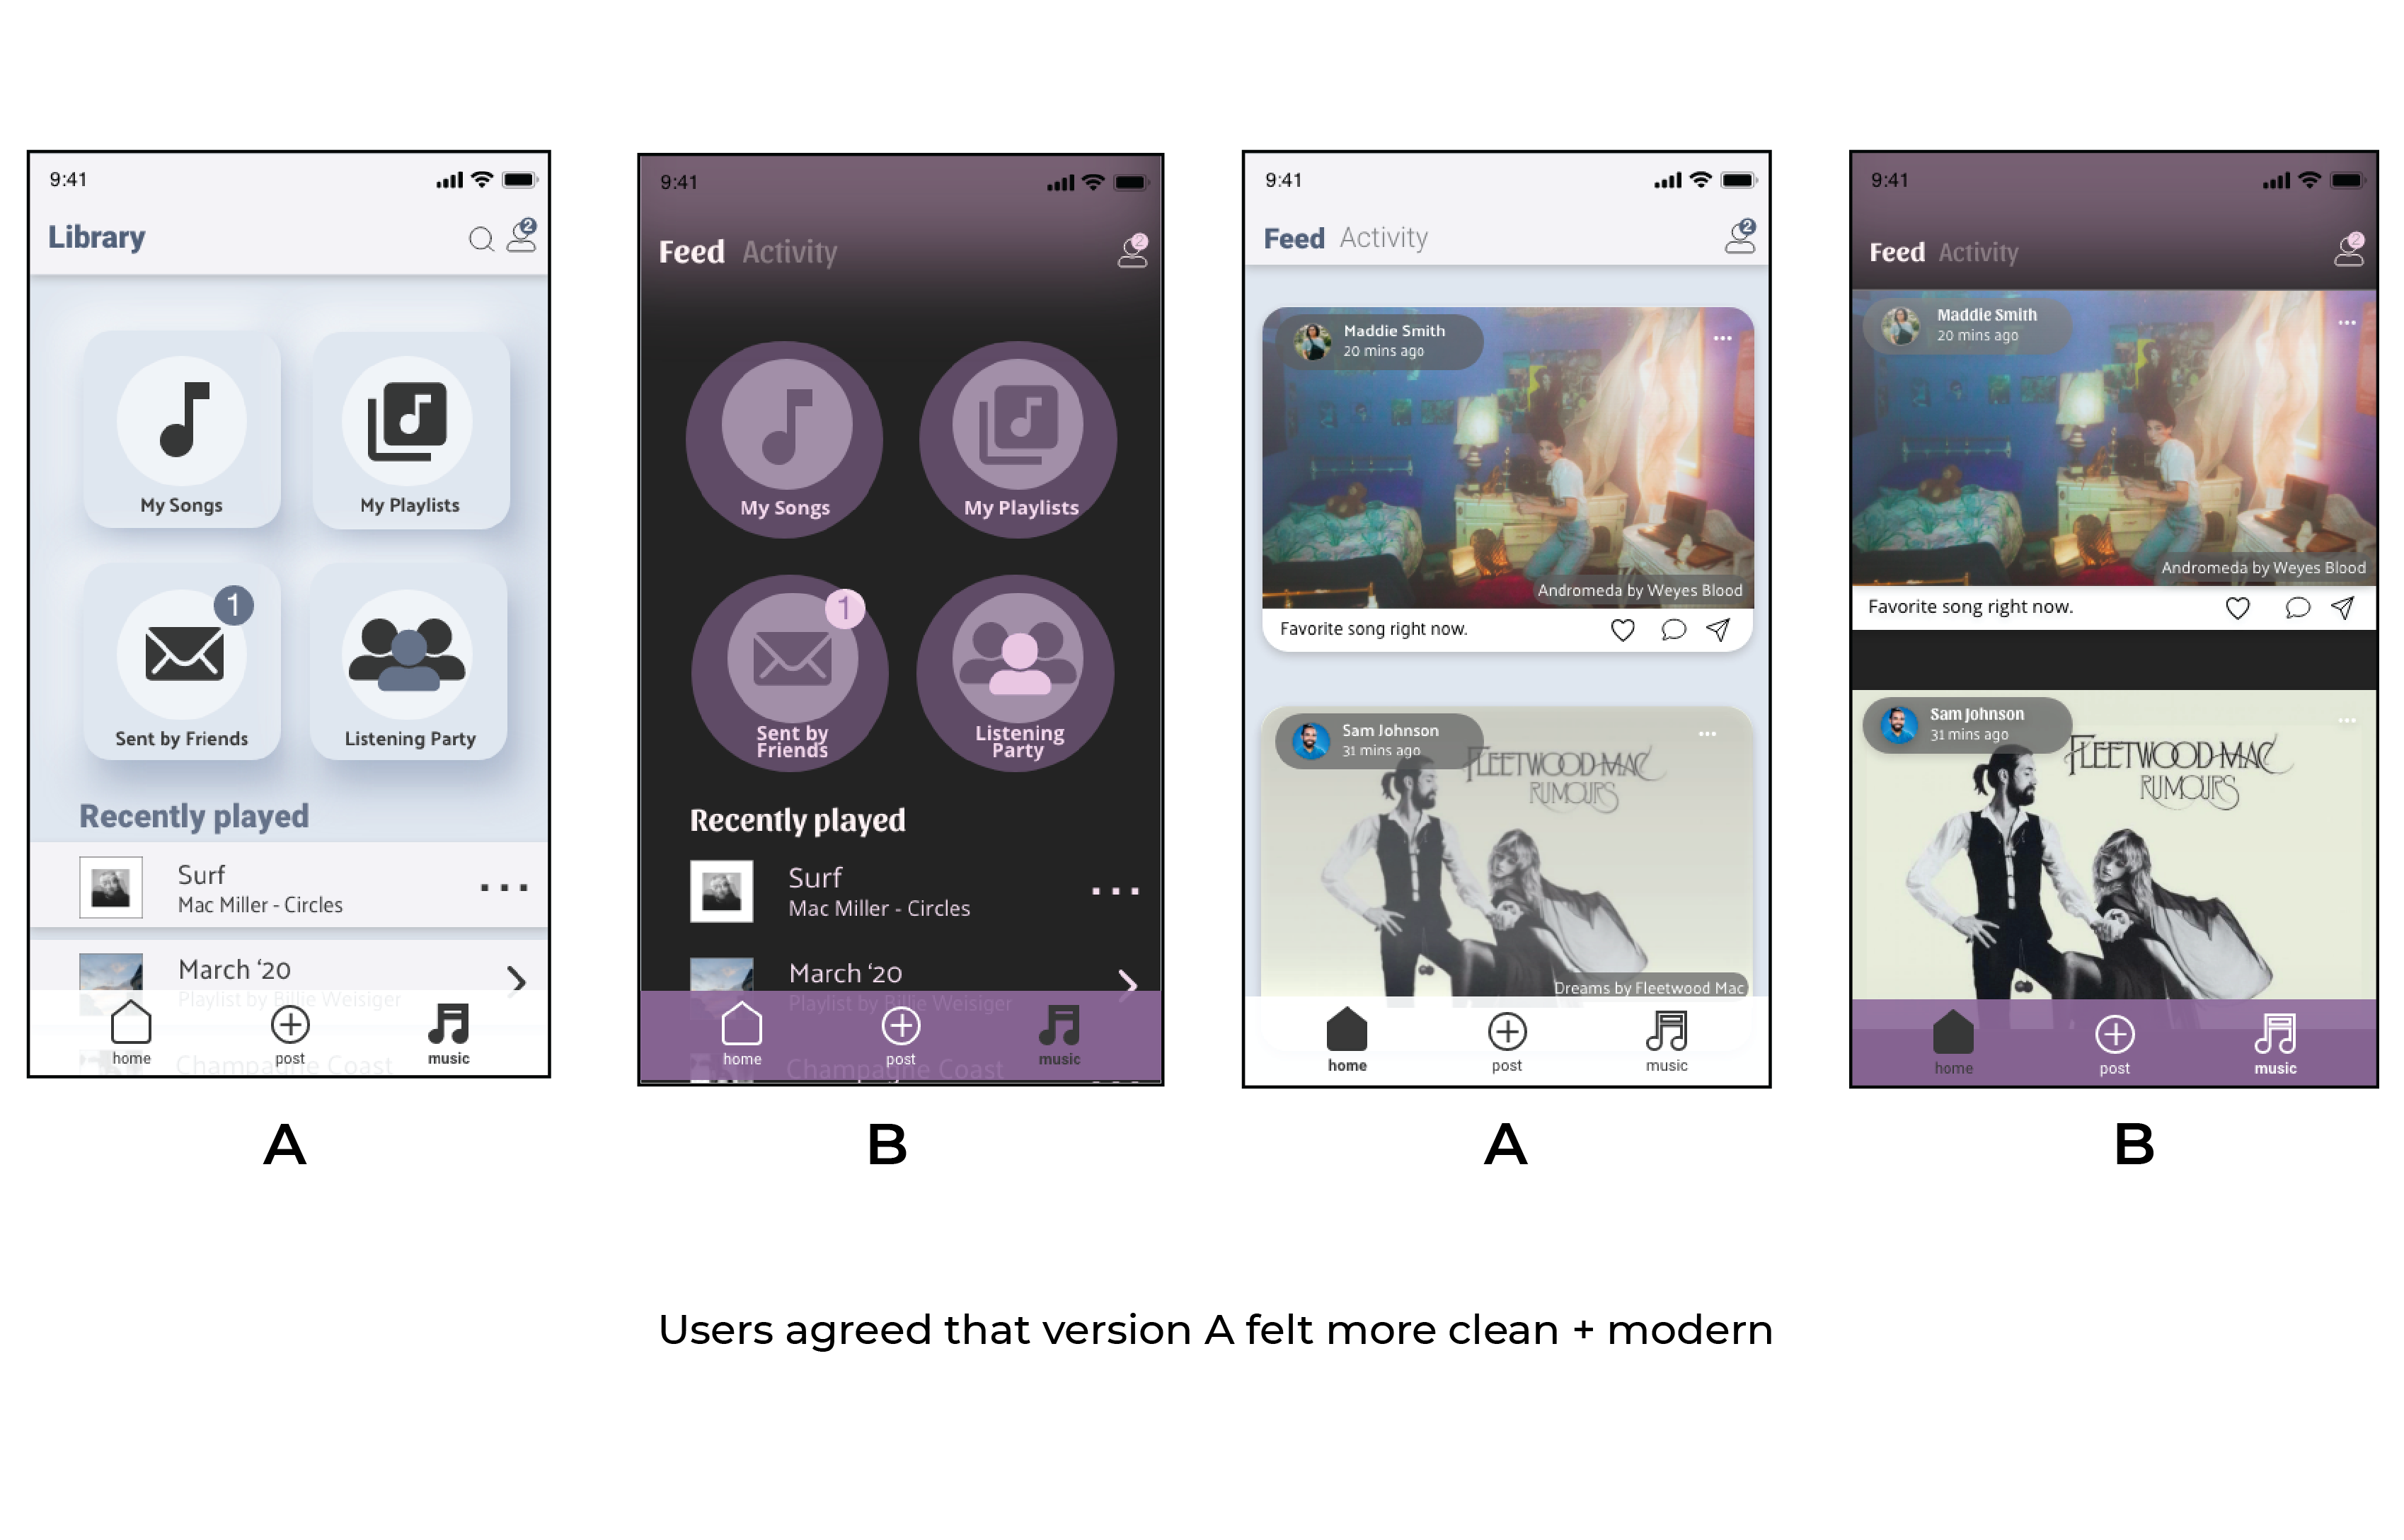 9:41
Library
2
My Songs
My Playlists
1
Sent by Friends
Listening Party
Recently played
Surf
Mac Miller - Circles
March ‘20
Playlist by Billie Weisiger
Champagne Coast
home
post
music
A
9:41
Feed Activity
2
My Songs
My Playlists
1
Sent by
Friends
Listening
Party
Recently played
Surf
Mac Miller - Circles
March ‘20
Playlist by Billie Weisiger
Champagne Coast
home
post
music
B
9:41
Feed Activity
2
Maddie Smith
20 mins ago
Andromeda by Weyes Blood
Favorite song right now.
Sam Johnson
31 mins ago
FLEETWOOD MAC
RUMOURS
Dreams by Fleetwood Mac
home
post
music
A
9:41
Feed Activity
2
Maddie Smith
20 mins ago
Andromeda by Weyes Blood
Favorite song right now.
Sam Johnson
31 mins ago
FLEETWOOD MAC
RUMOURS
home
post
music
B
Users agreed that version A felt more clean + modern